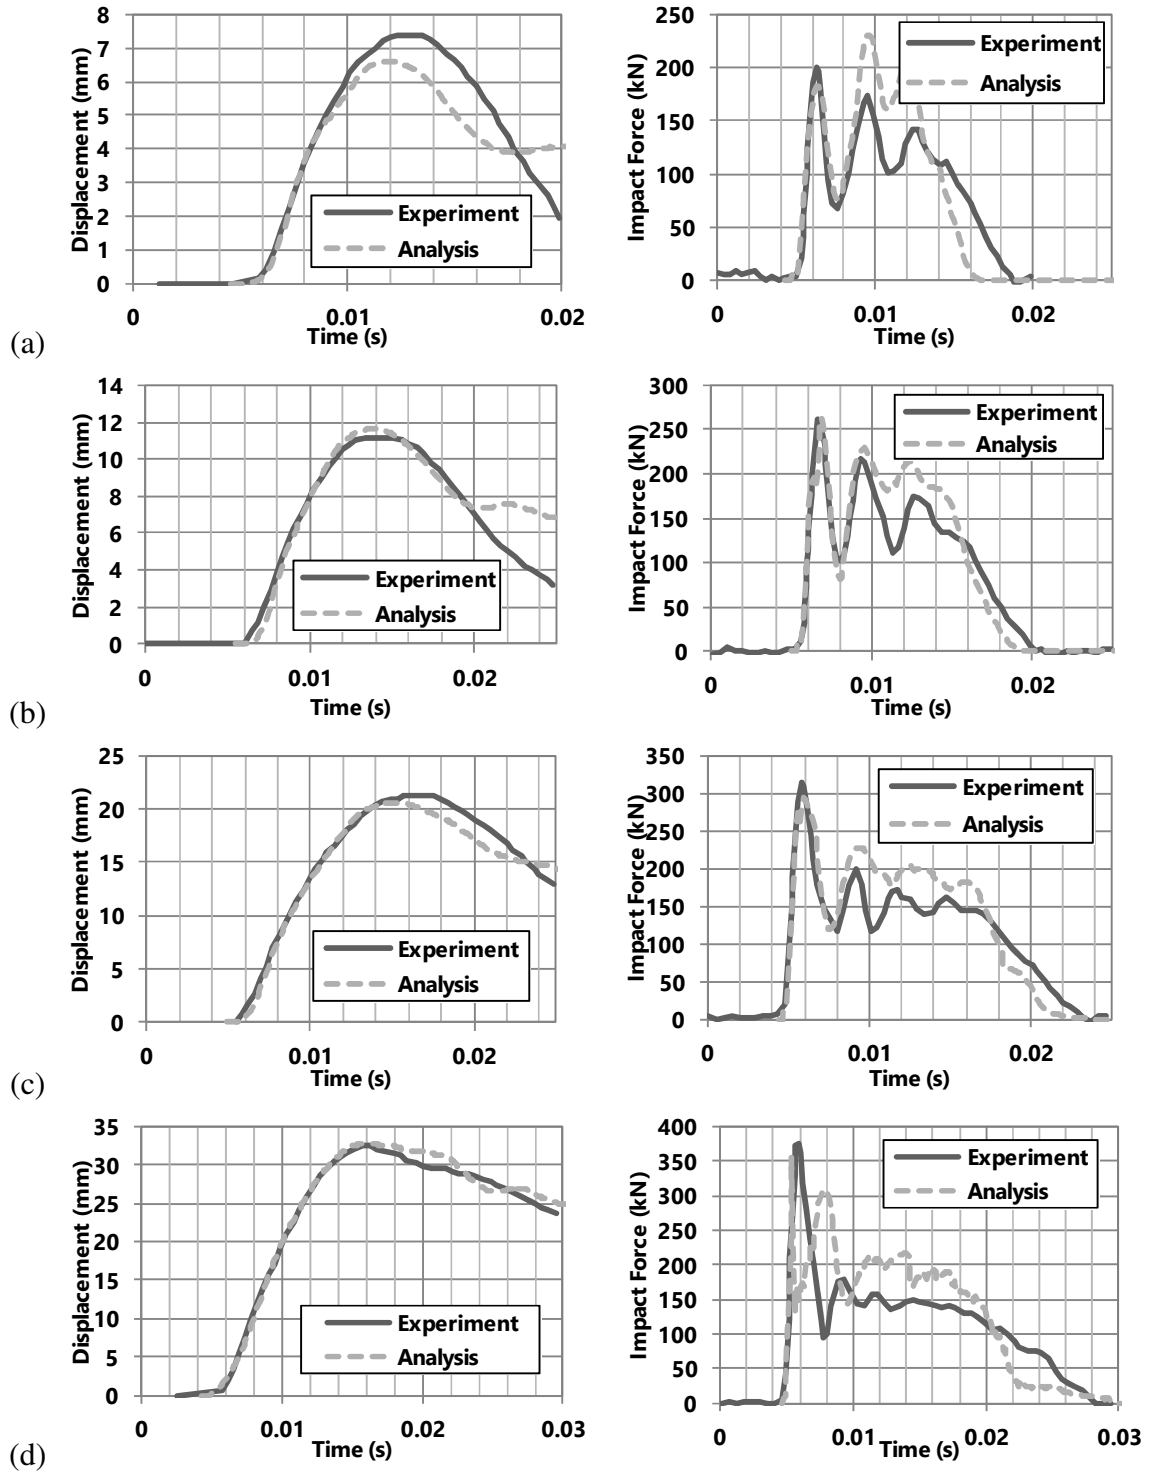 8
7
6
5
4
3
2
1
0
Displacement (mm)
Experiment
Analysis
0 0.01 0.02
Time (s)
250
200
150
100
50
0
Impact Force (kN)
Experiment
Analysis
0 0.01 0.02
Time (s)
(a)
14
12
10
8
6
4
2
0
Displacement (mm)
Experiment
Analysis
0 0.01 0.02
Time (s)
300
250
200
150
100
50
0
Impact Force (kN)
Experiment
Analysis
0 0.01 0.02
Time (s)
(b)
25
20
15
10
5
0
Displacement (mm)
Experiment
Analysis
0 0.01 0.02
Time (s)
350
300
250
200
150
100
50
0
Impact Force (kN)
Experiment
Analysis
0 0.01 0.02
Time (s)
(c)
35
30
25
20
15
10
5
0
Displacement (mm)
Experiment
Analysis
0 0.01 0.02 0.03
Time (s)
400
350
300
250
200
150
100
50
0
Impact Force (kN)
Experiment
Analysis
0 0.01 0.02 0.03
Time (s)
(d)